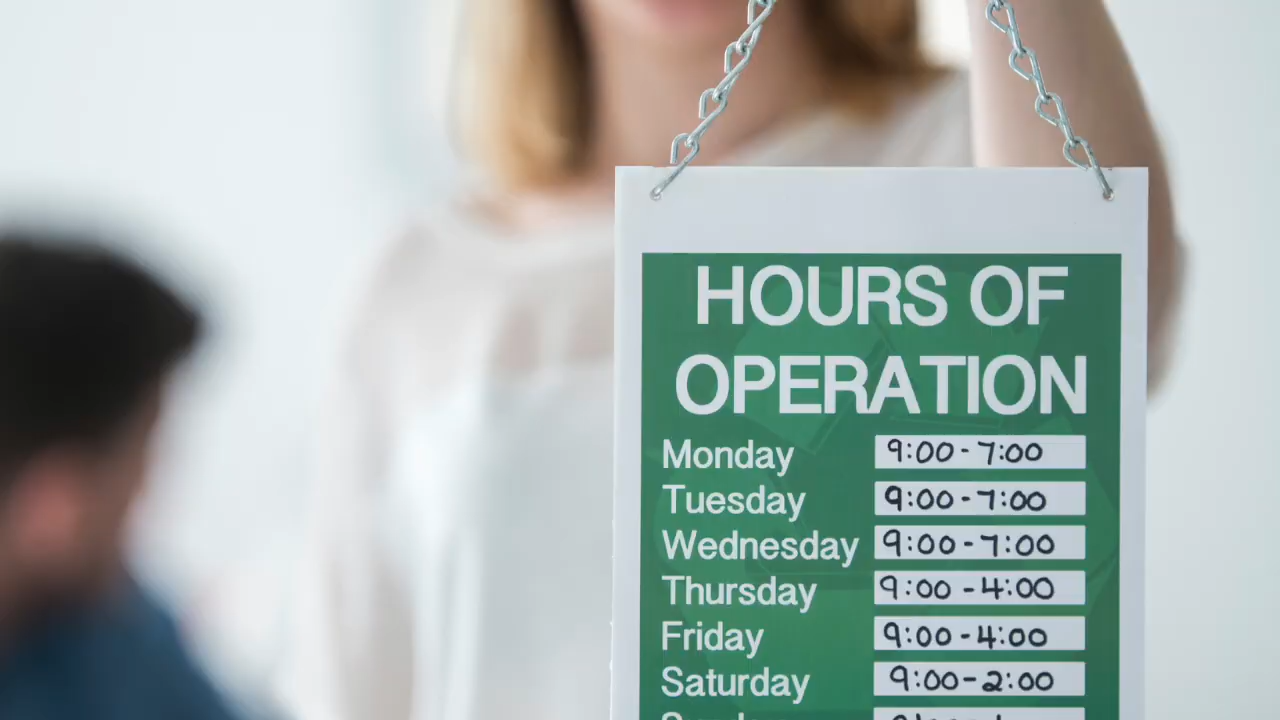 HOURS OF
OPERATION
Monday 9:00-7:00
Tuesday 9:00-7:00
Wednesday 9:00-7:00
Thursday 9:00-4:00
Friday 9:00-4:00
Saturday 9:00-2:00